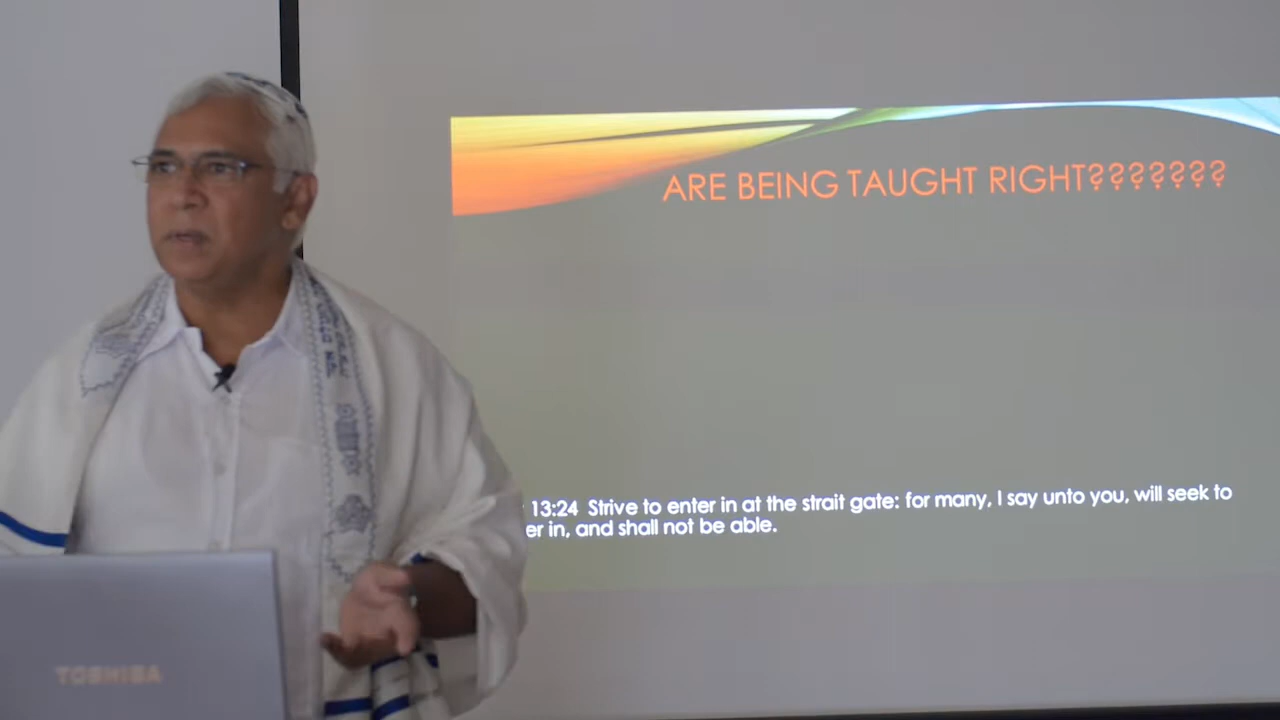 ARE BEING TAUGHT RIGHT???????
13:24 Strive to enter in at the strait gate: for many, I say unto you, will seek to
er in, and shall not be able.
TOSHIBA